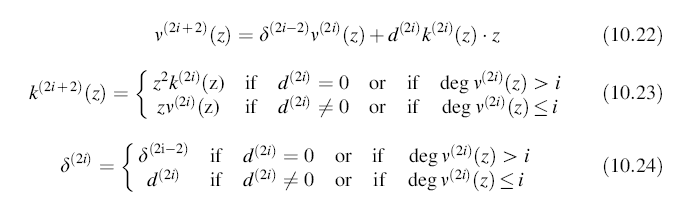 ν^(2i+2)(z) = δ^(2i−2)ν^(2i)(z) + d^(2i)k^(2i)(z) · z (10.22)
k^(2i+2)(z) = { z^2k^(2i)(z) if d^(2i) = 0 or if deg ν^(2i)(z) > i
zν^(2i)(z) if d^(2i) ≠ 0 or if deg ν^(2i)(z) ≤ i (10.23)
δ^(2i) = { δ^(2i−2) if d^(2i) = 0 or if deg ν^(2i)(z) > i
d^(2i) if d^(2i) ≠ 0 or if deg ν^(2i)(z) ≤ i (10.24)